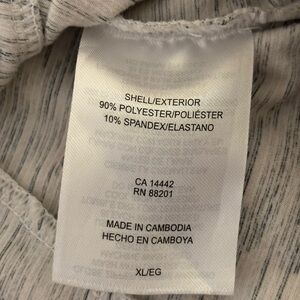 SHELL/EXTERIOR
90% POLYESTER/POLIÉSTER
10% SPANDEX/ELASTANO
CA 14442
RN 88201
MADE IN CAMBODIA
HECHO EN CAMBOYA
XL/EG